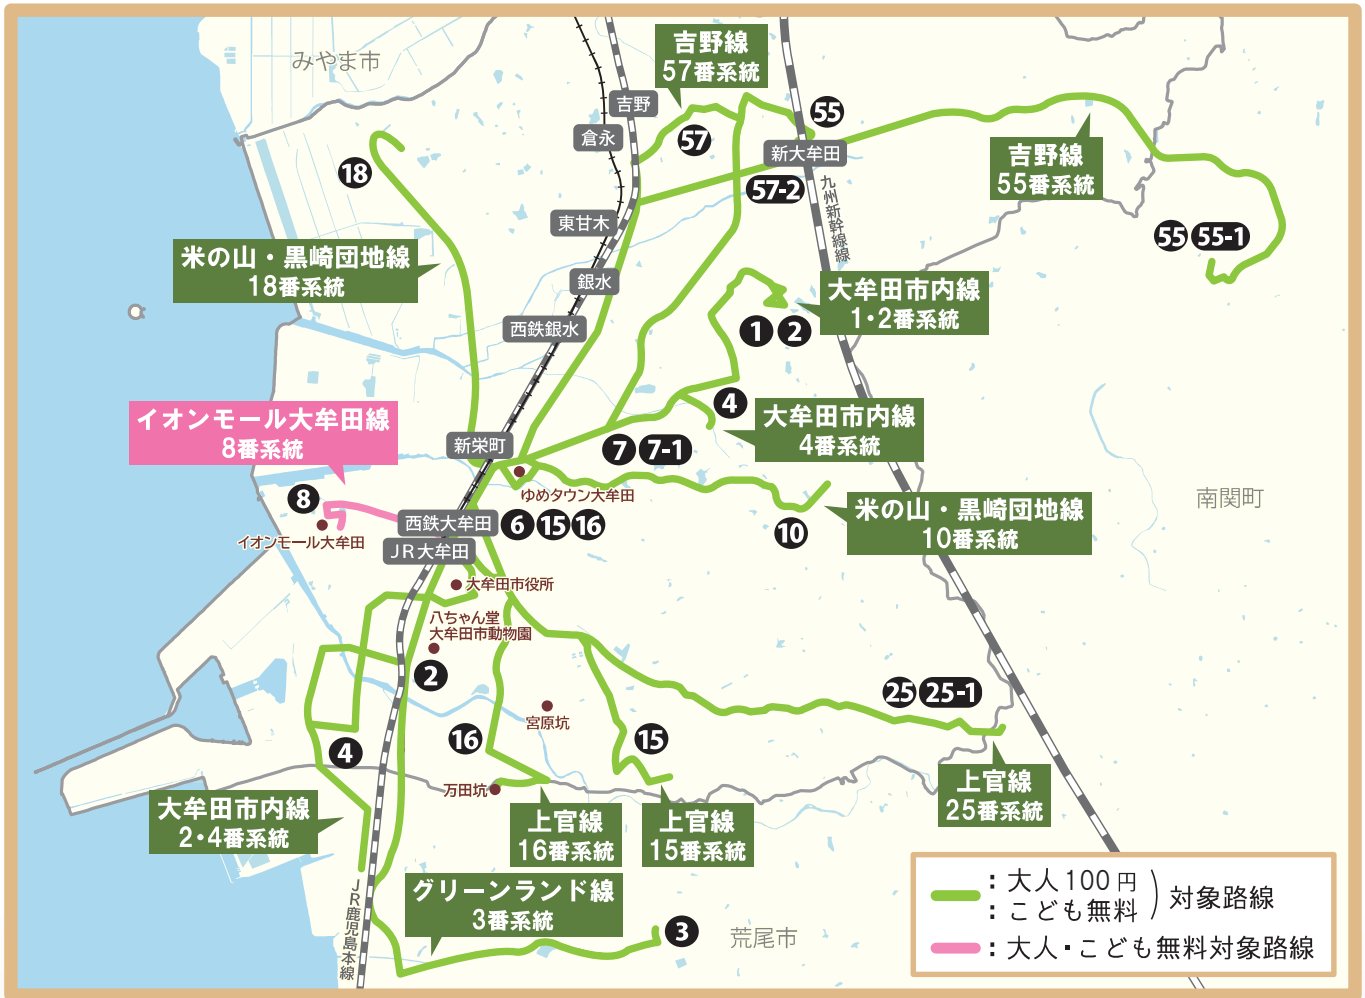 みやま市
吉野線
57番系統
吉野
倉永
57
55
新大牟田
57-2
九州新幹線線
吉野線
55番系統
55
55-1
18
東甘木
米の山・黒崎団地線
18番系統
銀水
西鉄銀水
大牟田市内線
1・2番系統
1
2
イオンモール大牟田線
8番系統
4
大牟田市内線
4番系統
新栄町
7
7-1
ゆめタウン大牟田
南関町
8
イオンモール大牟田
西鉄大牟田
6
15
16
10
米の山・黒崎団地線
10番系統
JR大牟田
大牟田市役所
八ちゃん堂
大牟田市動物園
2
25
25-1
宮原坑
16
15
4
万田坑
大牟田市内線
2・4番系統
上官線
16番系統
上官線
15番系統
上官線
25番系統
グリーンランド線
3番系統
JR鹿児島本線
3
荒尾市
：大人100円
：こども無料
対象路線
：大人・こども無料対象路線